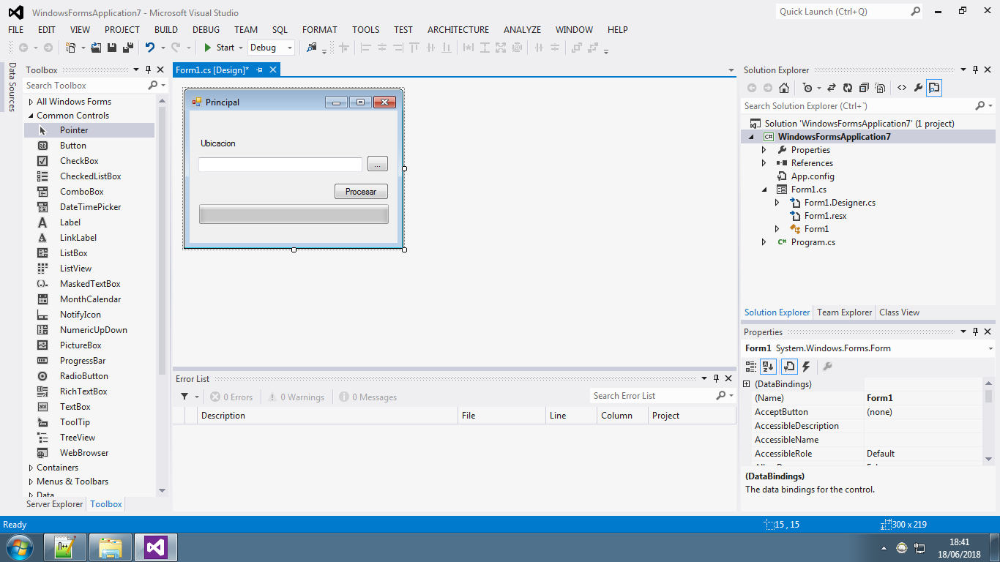 WindowsFormsApplication7 - Microsoft Visual Studio
Quick Launch (Ctrl+Q)
FILE EDIT VIEW PROJECT BUILD DEBUG TEAM SQL FORMAT TOOLS TEST ARCHITECTURE ANALYZE WINDOW HELP
Start Debug
Data Sources
Toolbox
Search Toolbox
All Windows Forms
Common Controls
Pointer
Button
CheckBox
CheckedListBox
ComboBox
DateTimePicker
Label
LinkLabel
ListBox
ListView
MaskedTextBox
MonthCalendar
NotifyIcon
NumericUpDown
PictureBox
ProgressBar
RadioButton
RichTextBox
TextBox
ToolTip
TreeView
WebBrowser
Containers
Menus & Toolbars
Data
Server Explorer Toolbox
Form1.cs [Design]*
Principal
Ubicacion
...
Procesar
Error List
0 Errors 0 Warnings 0 Messages
Search Error List
Description File Line Column Project
Solution Explorer
Search Solution Explorer (Ctrl+´)
Solution 'WindowsFormsApplication7' (1 project)
WindowsFormsApplication7
Properties
References
App.config
Form1.cs
Form1.Designer.cs
Form1.resx
Form1
Program.cs
Solution Explorer Team Explorer Class View
Properties
Form1 System.Windows.Forms.Form
(DataBindings)
(Name) Form1
AcceptButton (none)
AccessibleDescription
AccessibleName
AccessibleRole Default
(DataBindings)
The data bindings for the control.
Ready
15 , 15
300 x 219
18:41
18/06/2018